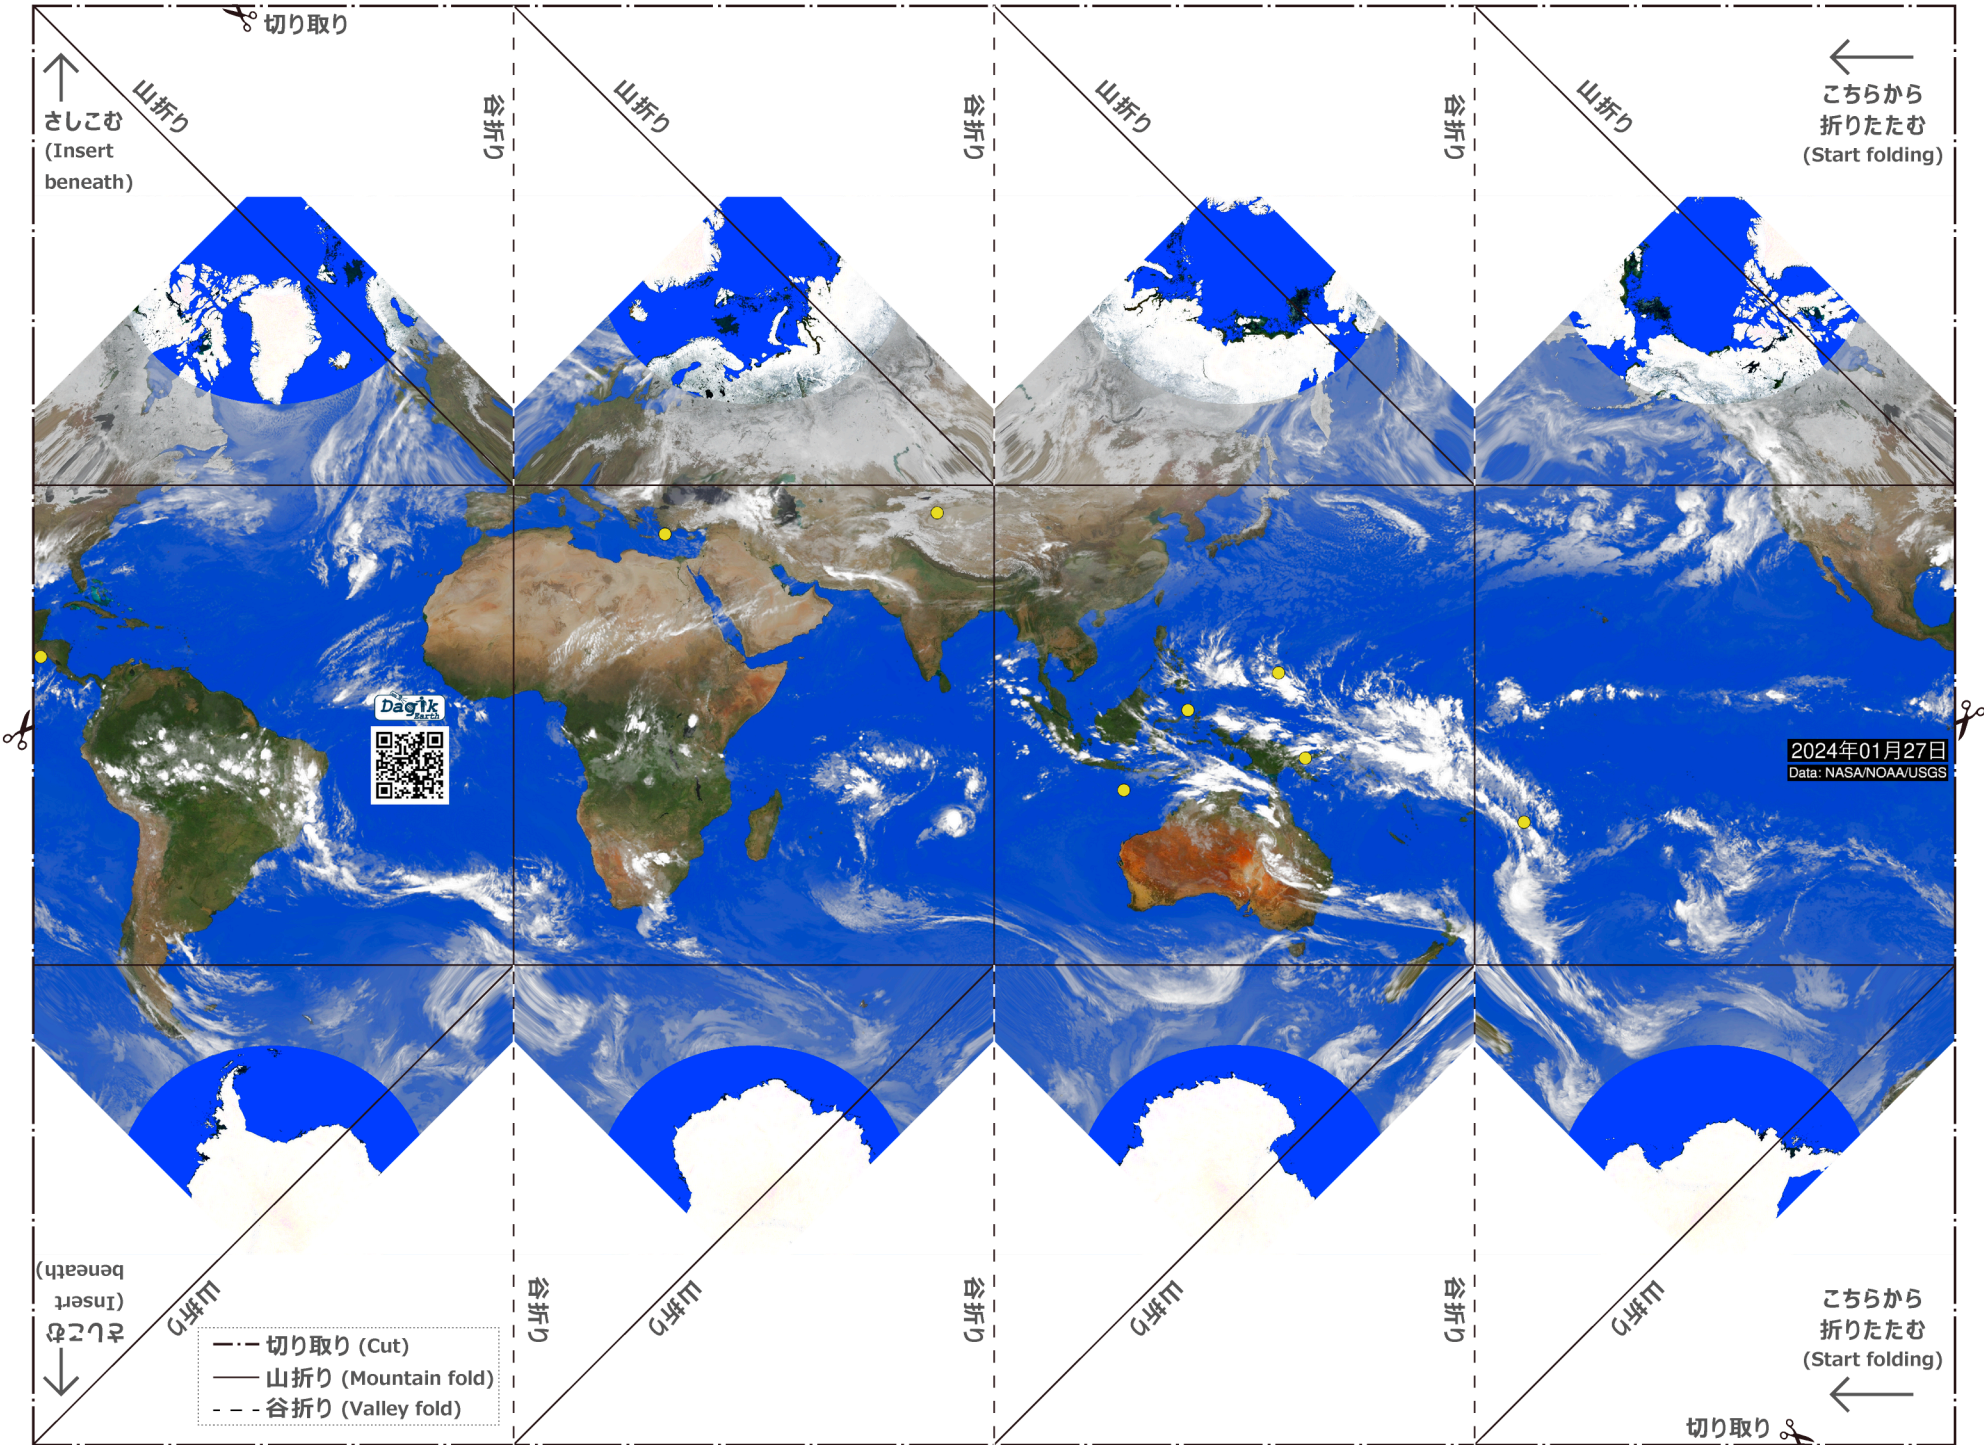 切り取り
山折り
谷折り
山折り
谷折り
山折り
谷折り
山折り
さしこむ
(Insert
beneath)
こちらから
折りたたむ
(Start folding)
Dagik
Earth
2024年01月27日
Data: NASA/NOAA/USGS
さしこむ
(Insert
beneath)
山折り
谷折り
山折り
谷折り
山折り
谷折り
山折り
こちらから
折りたたむ
(Start folding)
切り取り (Cut)
山折り (Mountain fold)
谷折り (Valley fold)
切り取り